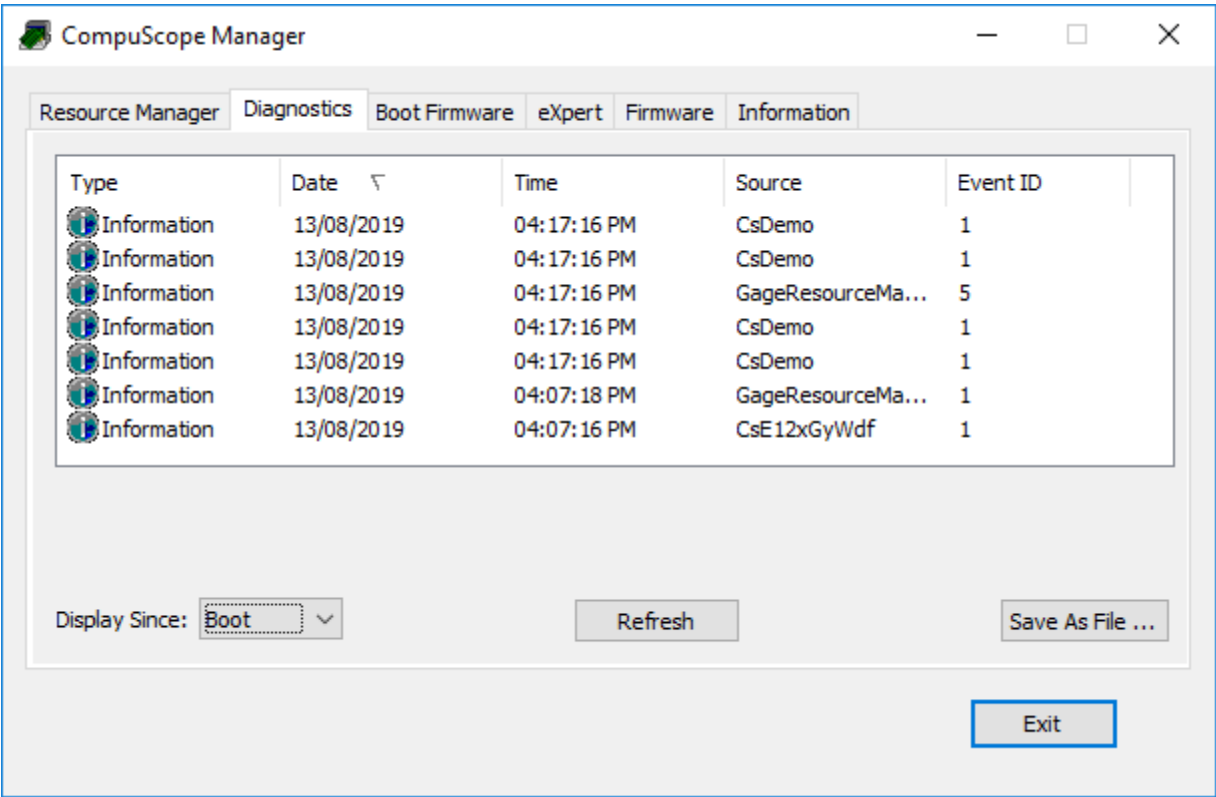 CompuScope Manager
Resource Manager Diagnostics Boot Firmware eXpert Firmware Information
Type Date Time Source Event ID
Information 13/08/2019 04:17:16 PM CsDemo 1
Information 13/08/2019 04:17:16 PM CsDemo 1
Information 13/08/2019 04:17:16 PM GageResourceMa... 5
Information 13/08/2019 04:17:16 PM CsDemo 1
Information 13/08/2019 04:17:16 PM CsDemo 1
Information 13/08/2019 04:07:18 PM GageResourceMa... 1
Information 13/08/2019 04:07:16 PM CsE12xGyWdf 1
Display Since: Boot Refresh Save As File ...
Exit